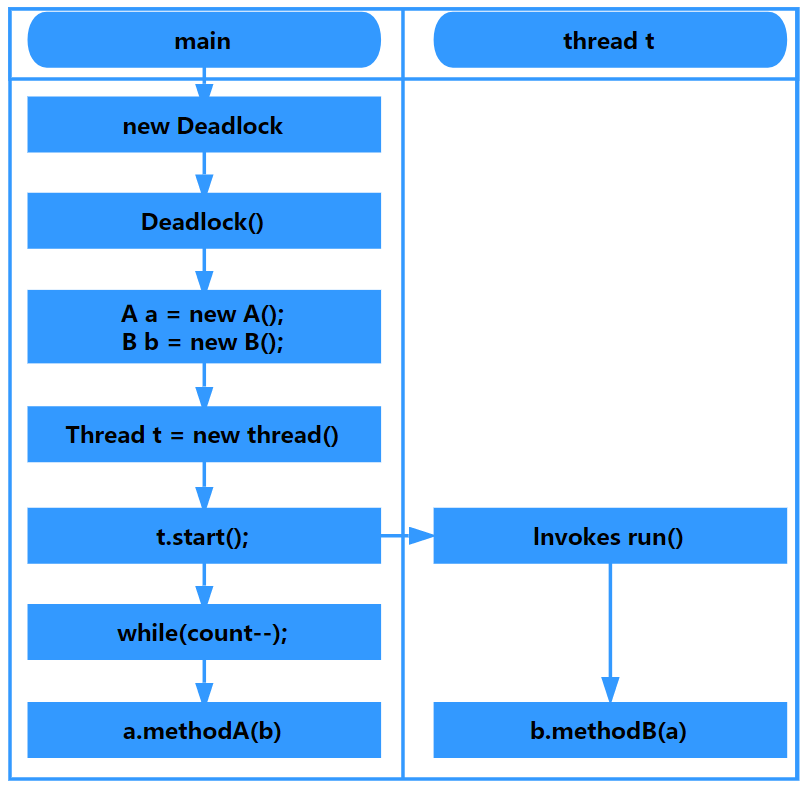 main
thread t
new Deadlock
Deadlock()
A a = new A();
B b = new B();
Thread t = new thread()
t.start();
Invokes run()
while(count--);
a.methodA(b)
b.methodB(a)